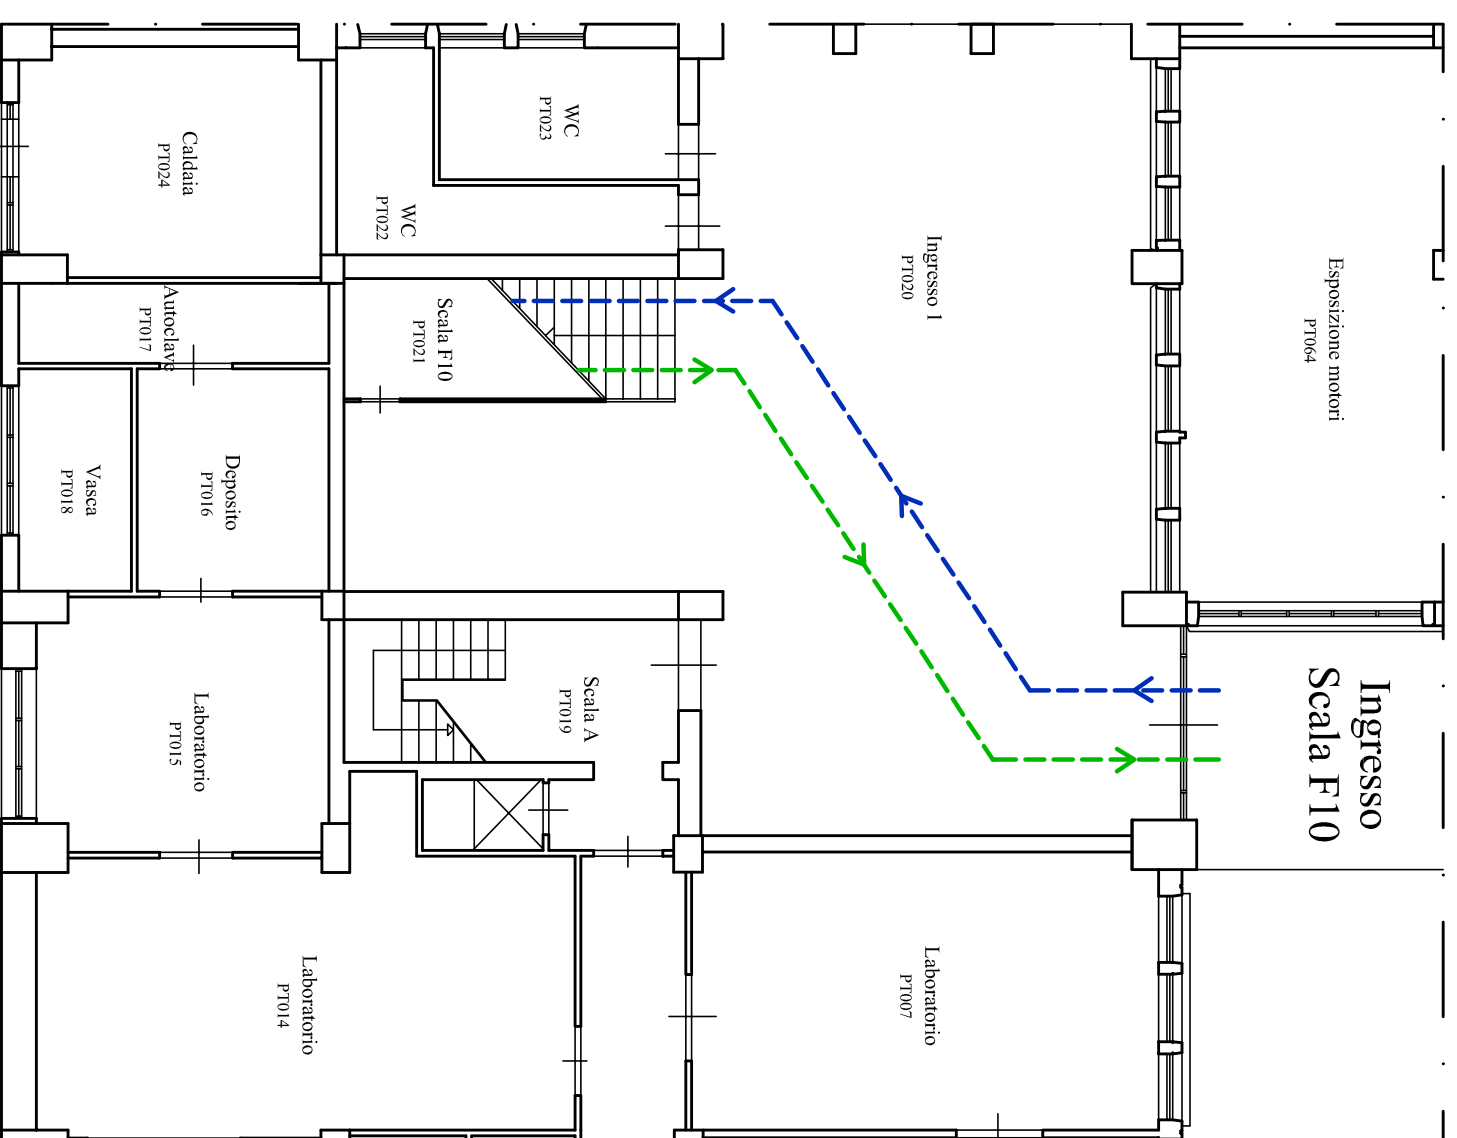 Esposizione motori
PT064
Ingresso
Scala F10
WC
PT023
Ingresso 1
PT020
Caldaia
PT024
WC
PT022
Scala F10
PT021
Autoclave
PT017
Deposito
PT016
Vasca
PT018
Scala A
PT019
Laboratorio
PT015
Laboratorio
PT007
Laboratorio
PT014